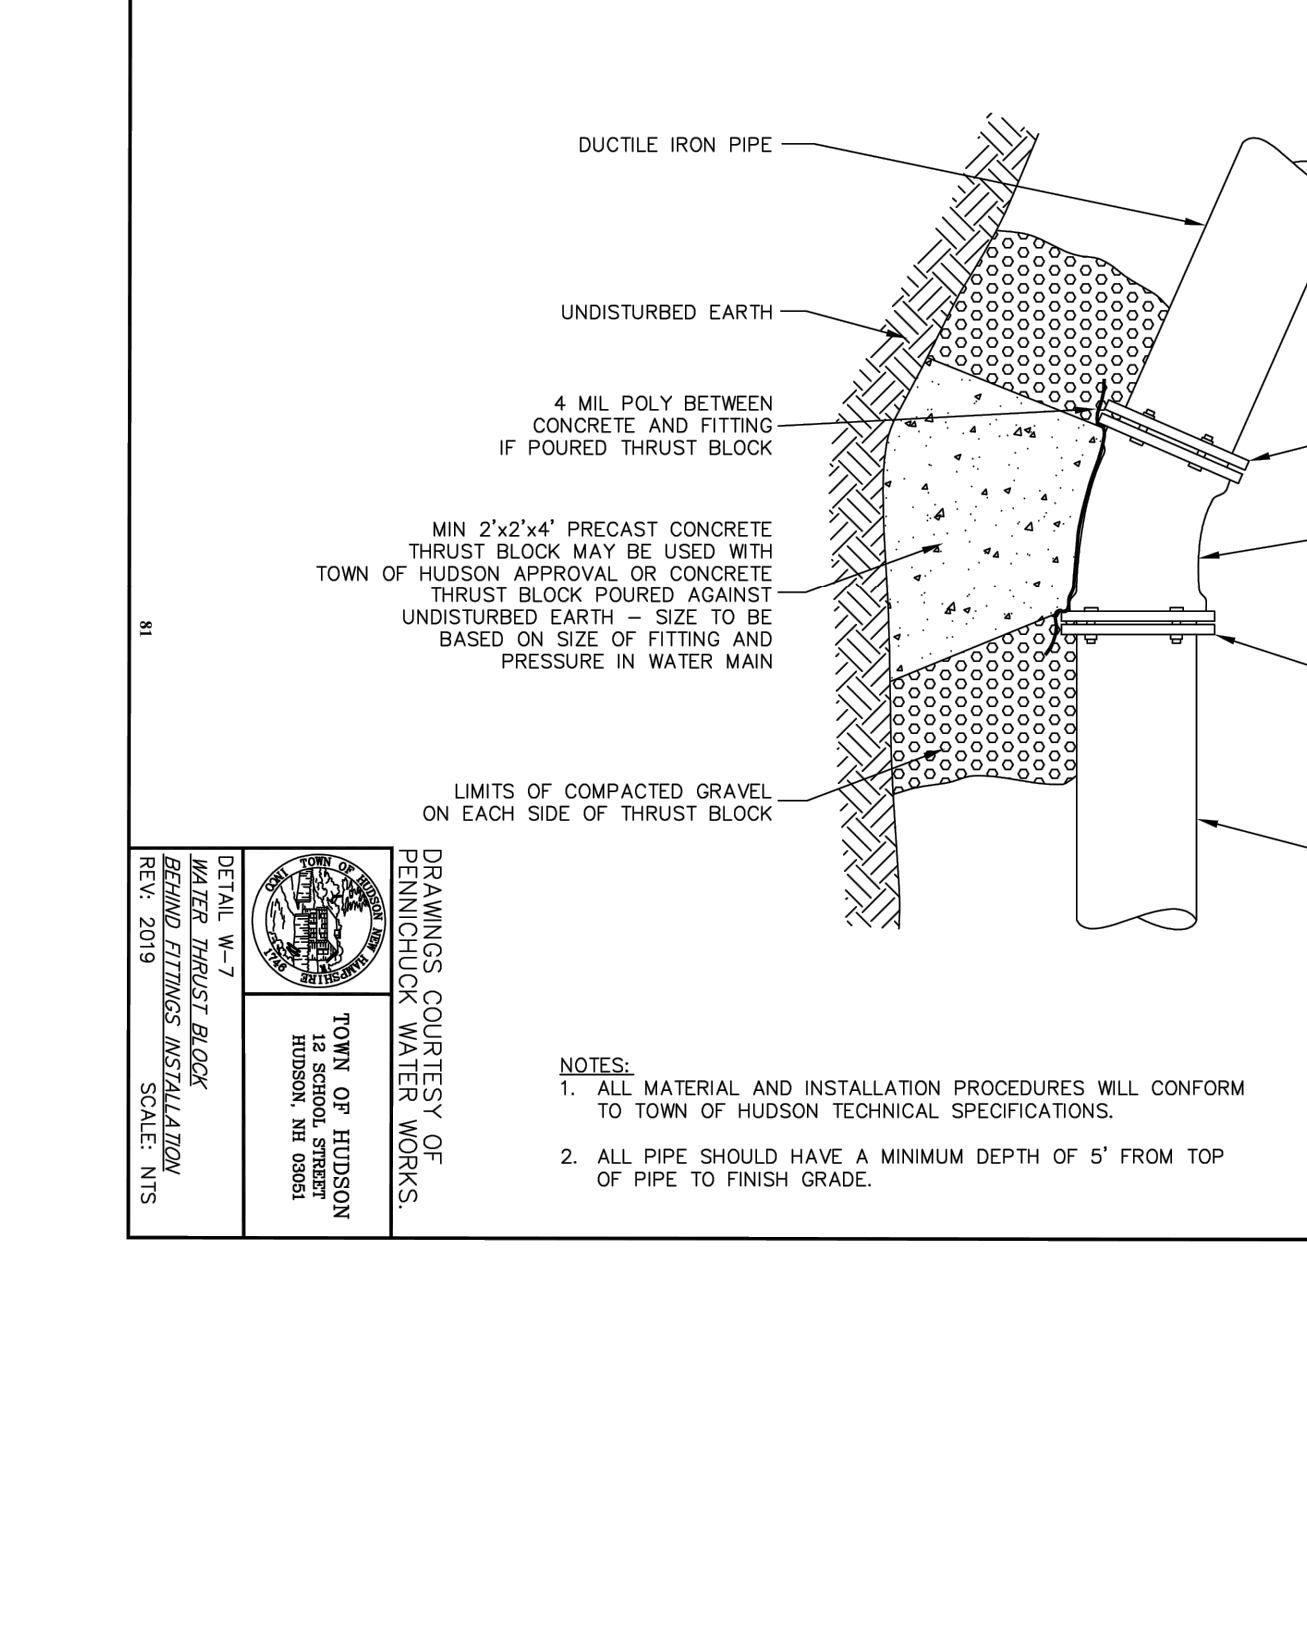 DUCTILE IRON PIPE
UNDISTURBED EARTH
4 MIL POLY BETWEEN
CONCRETE AND FITTING
IF POURED THRUST BLOCK
MIN 2'x2'x4' PRECAST CONCRETE
THRUST BLOCK MAY BE USED WITH
TOWN OF HUDSON APPROVAL OR CONCRETE
THRUST BLOCK POURED AGAINST
UNDISTURBED EARTH – SIZE TO BE
BASED ON SIZE OF FITTING AND
PRESSURE IN WATER MAIN
LIMITS OF COMPACTED GRAVEL
ON EACH SIDE OF THRUST BLOCK
NOTES:
1. ALL MATERIAL AND INSTALLATION PROCEDURES WILL CONFORM
TO TOWN OF HUDSON TECHNICAL SPECIFICATIONS.
2. ALL PIPE SHOULD HAVE A MINIMUM DEPTH OF 5' FROM TOP
OF PIPE TO FINISH GRADE.
DRAWINGS COURTESY OF
PENNICHUCK WATER WORKS.
TOWN OF HUDSON NEW HAMPSHIRE
1746
TOWN OF HUDSON
12 SCHOOL STREET
HUDSON, NH 03051
DETAIL W–7
WATER THRUST BLOCK
BEHIND FITTINGS INSTALLATION
REV: 2019 SCALE: NTS
81